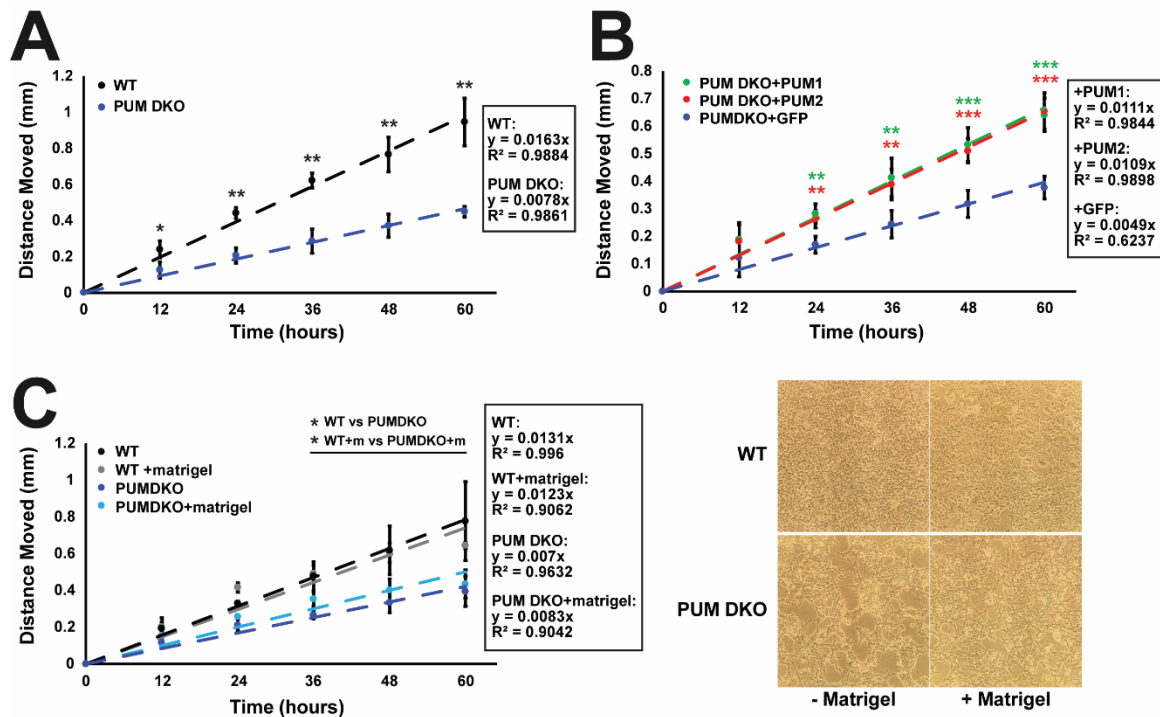 A
Distance Moved (mm)
1.2
1
0.8
0.6
0.4
0.2
0
WT
PUM DKO
*
**
**
**
**
0
12
24
36
48
60
Time (hours)
WT:
y = 0.0163x
R² = 0.9884
PUM DKO:
y = 0.0078x
R² = 0.9861
B
Distance Moved (mm)
0.8
0.7
0.6
0.5
0.4
0.3
0.2
0.1
0
PUM DKO+PUM1
PUM DKO+PUM2
PUMDKO+GFP
**
**
**
**
***
***
***
***
0
12
24
36
48
60
Time (hours)
+PUM1:
y = 0.0111x
R² = 0.9844
+PUM2:
y = 0.0109x
R² = 0.9898
+GFP:
y = 0.0049x
R² = 0.6237
C
Distance Moved (mm)
1.2
1
0.8
0.6
0.4
0.2
0
WT
WT +matrigel
PUMDKO
PUMDKO+matrigel
* WT vs PUMDKO
* WT+m vs PUMDKO+m
0
12
24
36
48
60
Time (hours)
WT:
y = 0.0131x
R² = 0.996
WT+matrigel:
y = 0.0123x
R² = 0.9062
PUM DKO:
y = 0.007x
R² = 0.9632
PUM DKO+matrigel:
y = 0.0083x
R² = 0.9042
WT
PUM DKO
- Matrigel
+ Matrigel